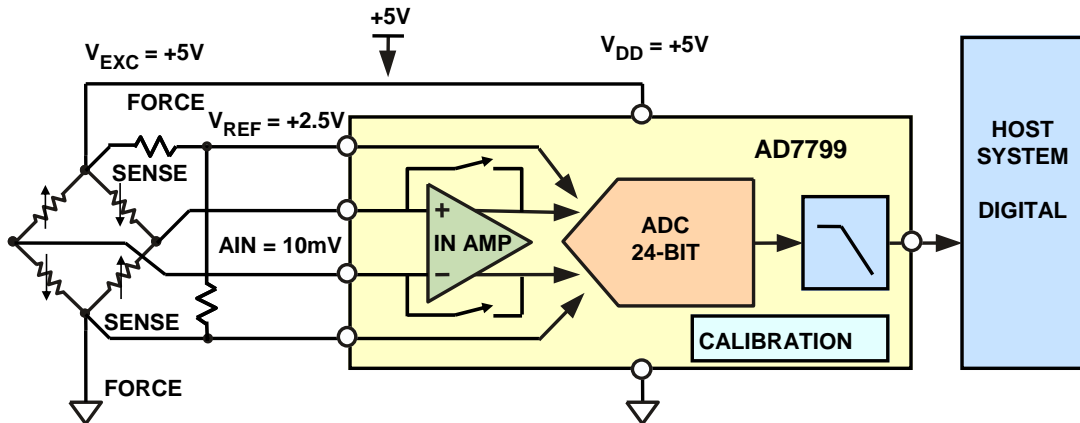 +5V
V_EXC = +5V
V_DD = +5V
FORCE
V_REF = +2.5V
AD7799
HOST
SYSTEM
DIGITAL
SENSE
+
IN AMP
−
ADC
24-BIT
AIN = 10mV
SENSE
CALIBRATION
FORCE